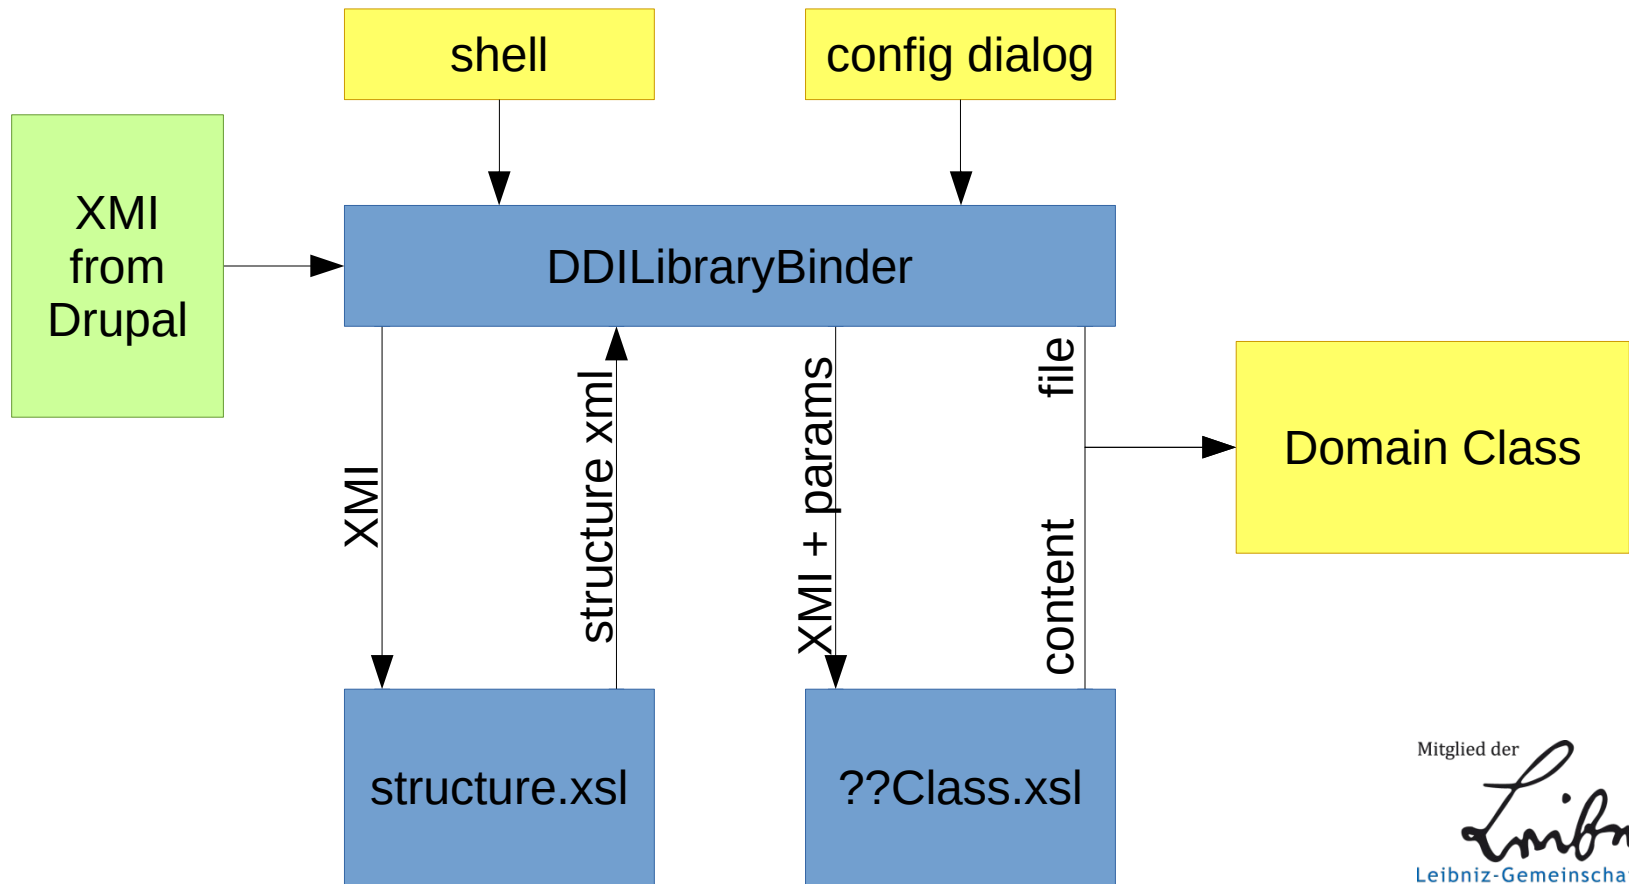 shell
config dialog
XMI
from
Drupal
DDILibraryBinder
XMI
structure xml
XMI + params
file
content
Domain Class
structure.xsl
??Class.xsl
Mitglied der
Leibniz-Gemeinscha